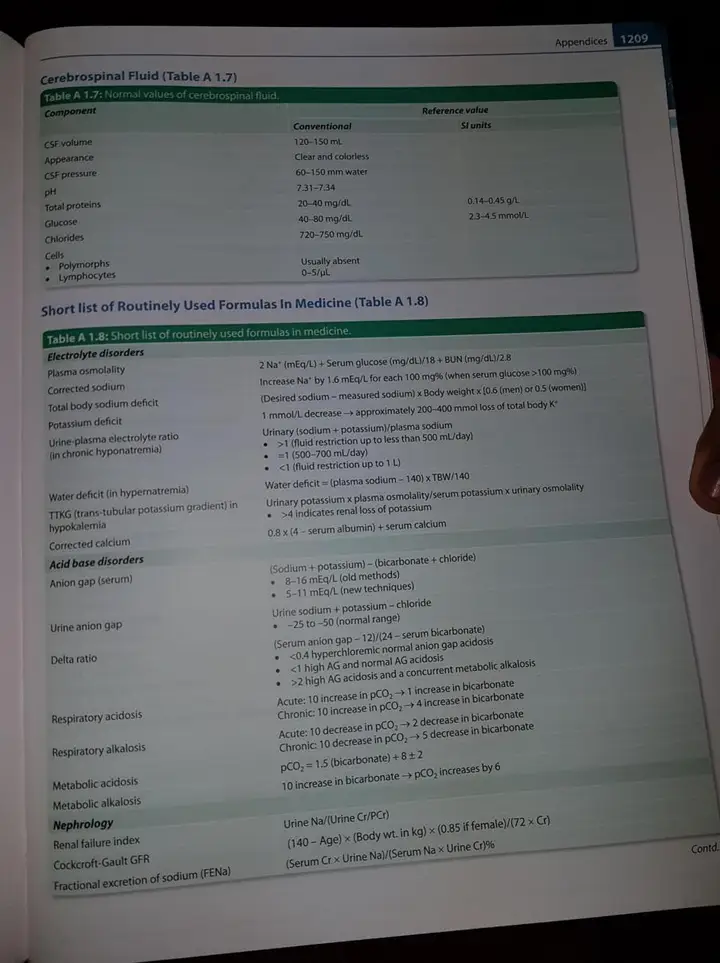 Appendices 1209
Cerebrospinal Fluid (Table A 1.7)
Table A 1.7: Normal values of cerebrospinal fluid.
Component Reference value
Conventional SI units
CSF volume 120–150 mL
Appearance Clear and colorless
CSF pressure 60–150 mm water
pH 7.31–7.34
Total proteins 20–40 mg/dL 0.14–0.45 g/L
Glucose 40–80 mg/dL 2.3–4.5 mmol/L
Chlorides 720–750 mg/dL
Cells
• Polymorphs Usually absent
• Lymphocytes 0–5/μL
Short list of Routinely Used Formulas In Medicine (Table A 1.8)
Table A 1.8: Short list of routinely used formulas in medicine.
Electrolyte disorders
Plasma osmolality 2 Na⁺ (mEq/L) + Serum glucose (mg/dL)/18 + BUN (mg/dL)/2.8
Corrected sodium Increase Na⁺ by 1.6 mEq/L for each 100 mg% (when serum glucose >100 mg%)
Total body sodium deficit (Desired sodium – measured sodium) x Body weight x [0.6 (men) or 0.5 (women)]
Potassium deficit 1 mmol/L decrease → approximately 200–400 mmol loss of total body K⁺
Urine-plasma electrolyte ratio Urinary (sodium + potassium)/plasma sodium
(in chronic hyponatremia) • >1 (fluid restriction up to less than 500 mL/day)
• =1 (500–700 mL/day)
• <1 (fluid restriction up to 1 L)
Water deficit (in hypernatremia) Water deficit = (plasma sodium – 140) x TBW/140
TTKG (trans-tubular potassium gradient) in Urinary potassium x plasma osmolality/serum potassium x urinary osmolality
hypokalemia • >4 indicates renal loss of potassium
Corrected calcium 0.8 x (4 – serum albumin) + serum calcium
Acid base disorders
Anion gap (serum) (Sodium + potassium) – (bicarbonate + chloride)
• 8–16 mEq/L (old methods)
• 5–11 mEq/L (new techniques)
Urine anion gap Urine sodium + potassium – chloride
• –25 to –50 (normal range)
Delta ratio (Serum anion gap – 12)/(24 – serum bicarbonate)
• <0.4 hyperchloremic normal anion gap acidosis
• <1 high AG and normal AG acidosis
• >2 high AG acidosis and a concurrent metabolic alkalosis
Respiratory acidosis Acute: 10 increase in pCO₂ → 1 increase in bicarbonate
Chronic: 10 increase in pCO₂ → 4 increase in bicarbonate
Respiratory alkalosis Acute: 10 decrease in pCO₂ → 2 decrease in bicarbonate
Chronic: 10 decrease in pCO₂ → 5 decrease in bicarbonate
Metabolic acidosis pCO₂ = 1.5 (bicarbonate) + 8 ± 2
Metabolic alkalosis 10 increase in bicarbonate → pCO₂ increases by 6
Nephrology
Renal failure index Urine Na/(Urine Cr/PCr)
Cockcroft-Gault GFR (140 – Age) × (Body wt. in kg) × (0.85 if female)/(72 × Cr)
Fractional excretion of sodium (FENa) (Serum Cr × Urine Na)/(Serum Na × Urine Cr)%
Contd.